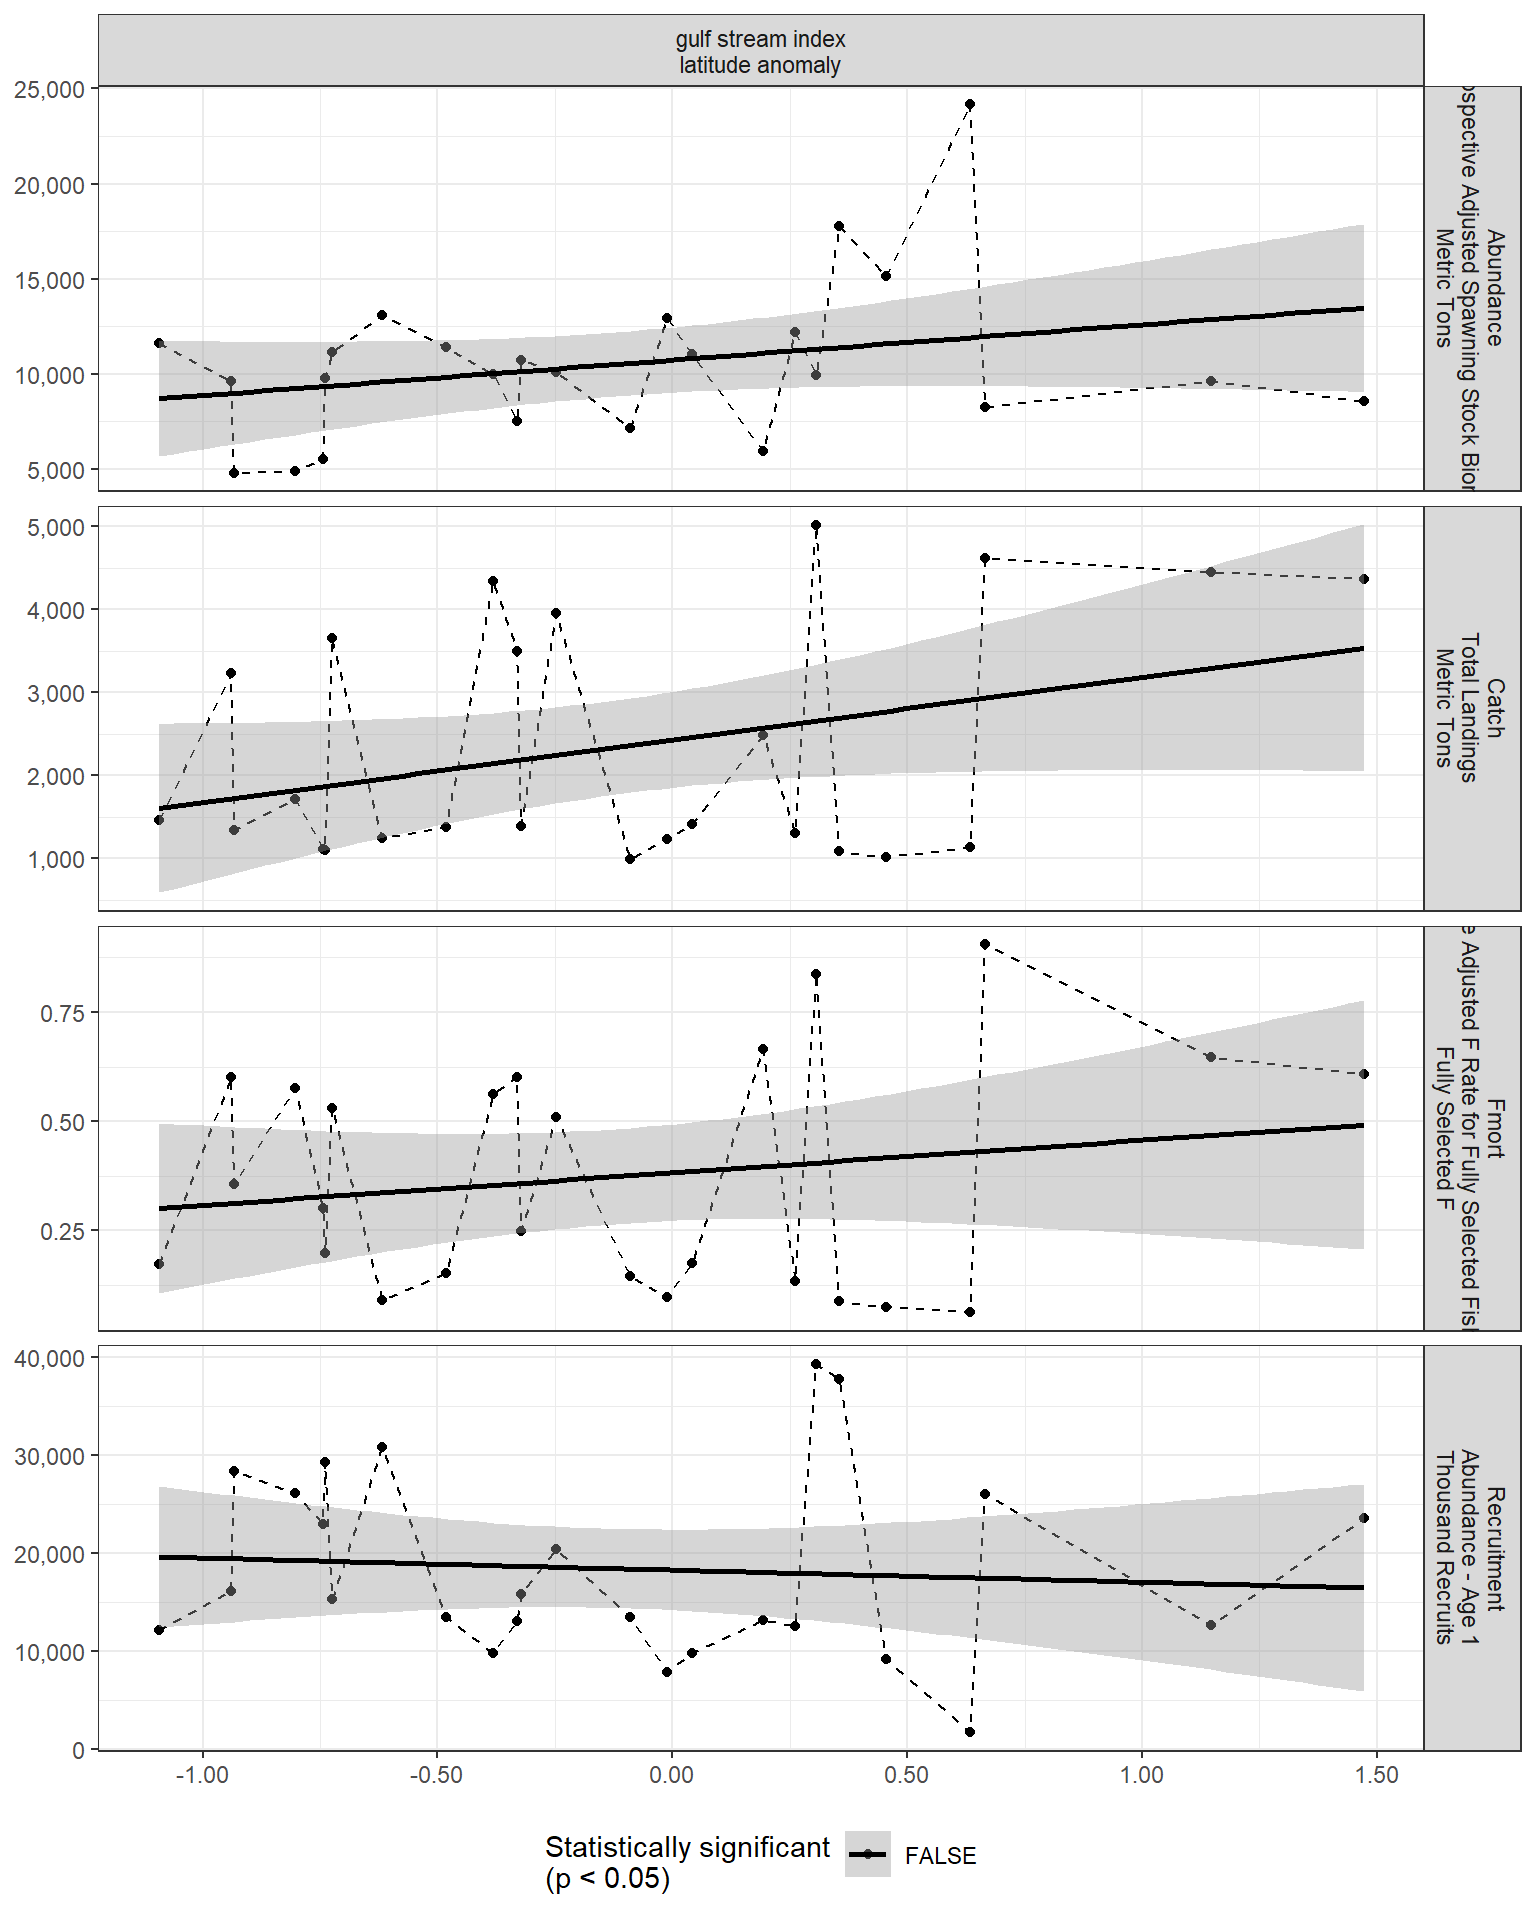 gulf stream index
latitude anomaly
25,000
20,000
15,000
10,000
5,000
Abundance
Adjusted Spawning Stock
Metric Tons
5,000
4,000
3,000
2,000
1,000
Catch
Total Landings
Metric Tons
0.75
0.50
0.25
Fmort
Adjusted F Rate for Fully Selected
Fully Selected F
40,000
30,000
20,000
10,000
0
Recruitment
Abundance - Age 1
Thousand Recruits
-1.00
-0.50
0.00
0.50
1.00
1.50
Statistically significant
(p < 0.05)
FALSE